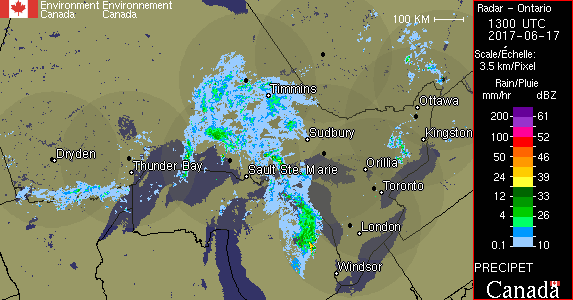 Environment Environnement
Canada Canada
100 KM
Timmins
Ottawa
Sudbury
Kingston
Dryden
Thunder Bay
Sault Ste. Marie
Orillia
Toronto
London
Windsor
Radar - Ontario
1300 UTC
2017-06-17
Scale/Échelle:
3.5 km/Pixel
Rain/Pluie
mm/hr dBZ
200 61
100 52
50 46
24 39
12 33
4 26
0.1 10
PRECIPET
Canada